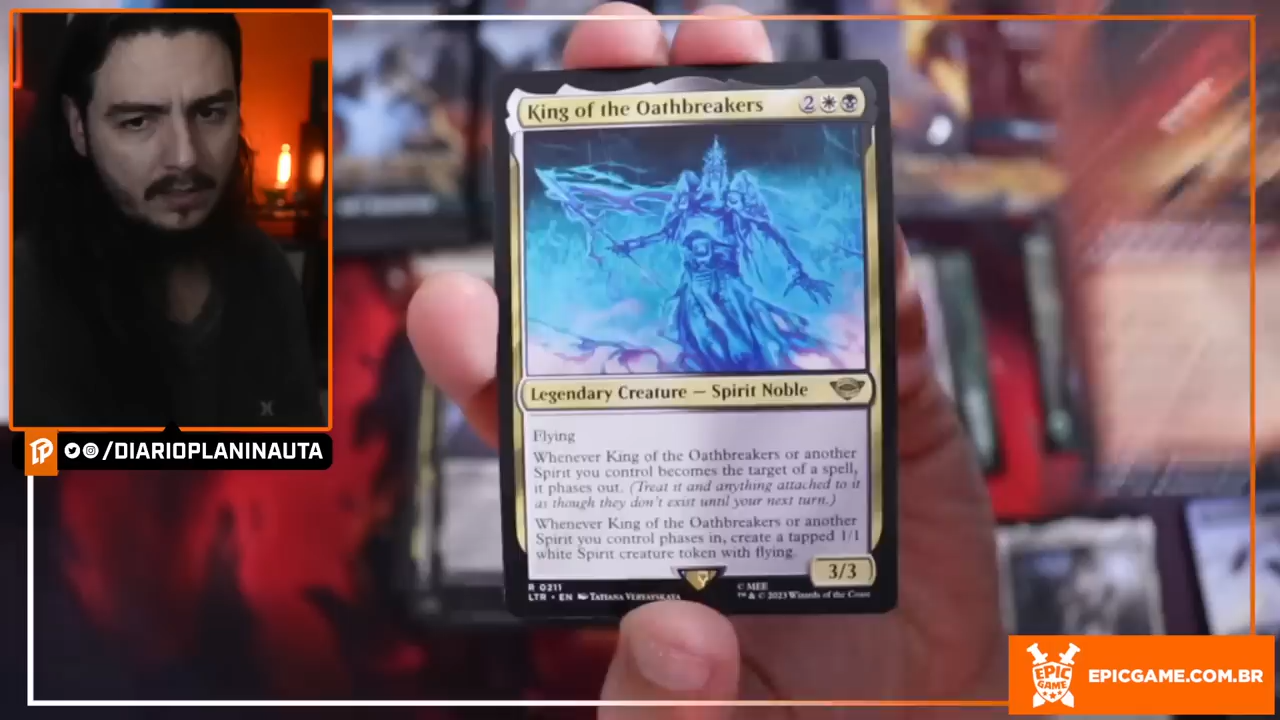 King of the Oathbreakers 2
Legendary Creature — Spirit Noble
Flying
Whenever King of the Oathbreakers or another
Spirit you control becomes the target of a spell,
it phases out. (Treat it and anything attached to it
as though they don't exist until your next turn.)
Whenever King of the Oathbreakers or another
Spirit you control phases in, create a tapped 1/1
white Spirit creature token with flying.
3/3
R 0211
LTR • EN
© MEE
™ & © 2023 Wizards of the Coast
/DIARIOPLANINAUTA
EPIC
GAME
EPICGAME.COM.BR